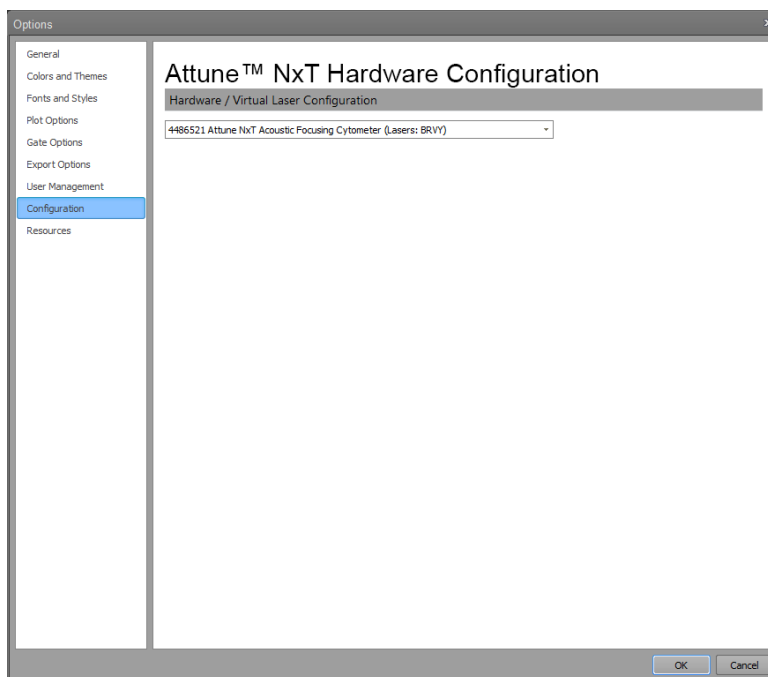 Options
General
Colors and Themes
Fonts and Styles
Plot Options
Gate Options
Export Options
User Management
Configuration
Resources
Attune™ NxT Hardware Configuration
Hardware / Virtual Laser Configuration
4486521 Attune NxT Acoustic Focusing Cytometer (Lasers: BRVY)
OK Cancel